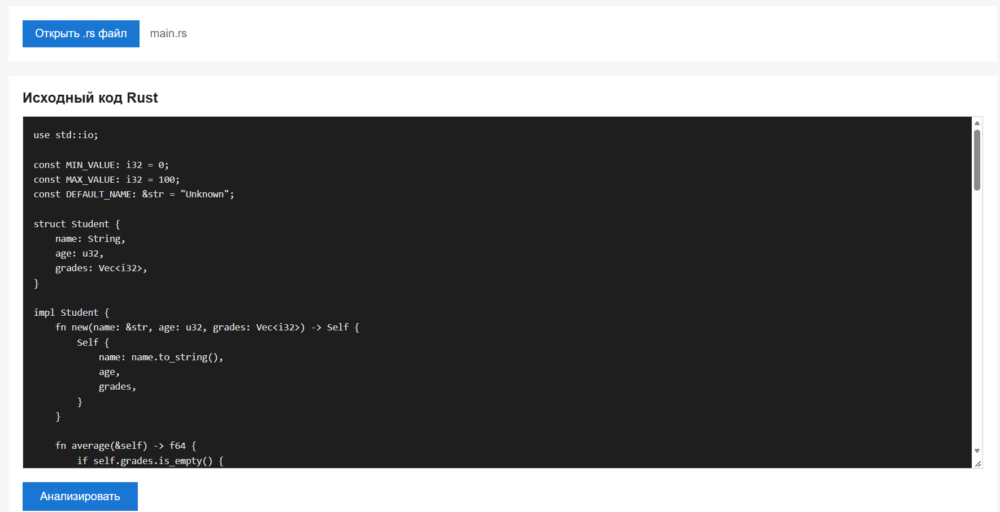 Открыть .rs файл main.rs
Исходный код Rust
use std::io;
const MIN_VALUE: i32 = 0;
const MAX_VALUE: i32 = 100;
const DEFAULT_NAME: &str = "Unknown";
struct Student {
    name: String,
    age: u32,
    grades: Vec<i32>,
}
impl Student {
    fn new(name: &str, age: u32, grades: Vec<i32>) -> Self {
        Self {
            name: name.to_string(),
            age,
            grades,
        }
    }
    fn average(&self) -> f64 {
        if self.grades.is_empty() {
Анализировать